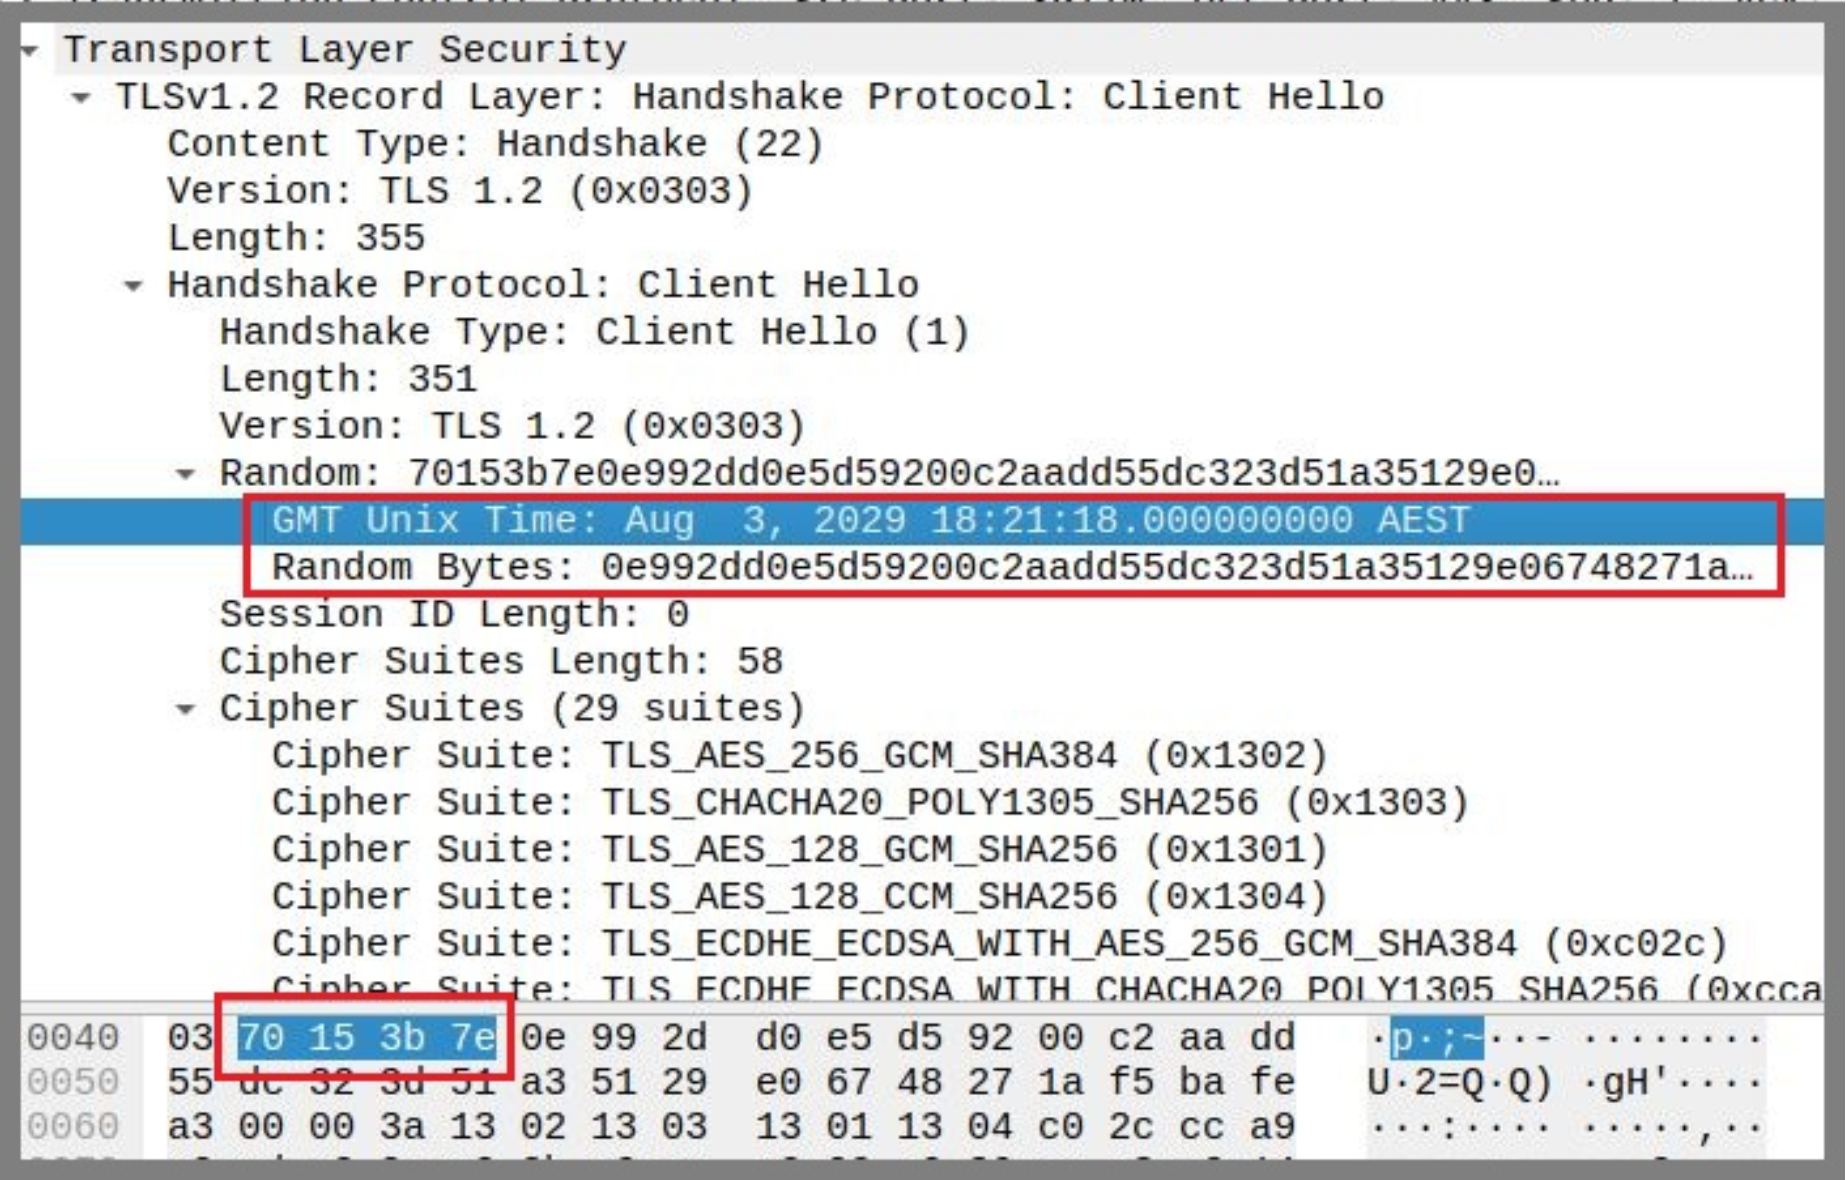 Transport Layer Security
TLSv1.2 Record Layer: Handshake Protocol: Client Hello
Content Type: Handshake (22)
Version: TLS 1.2 (0x0303)
Length: 355
Handshake Protocol: Client Hello
Handshake Type: Client Hello (1)
Length: 351
Version: TLS 1.2 (0x0303)
Random: 70153b7e0e992dd0e5d59200c2aadd55dc323d51a35129e0…
GMT Unix Time: Aug  3, 2029 18:21:18.000000000 AEST
Random Bytes: 0e992dd0e5d59200c2aadd55dc323d51a35129e06748271a…
Session ID Length: 0
Cipher Suites Length: 58
Cipher Suites (29 suites)
Cipher Suite: TLS_AES_256_GCM_SHA384 (0x1302)
Cipher Suite: TLS_CHACHA20_POLY1305_SHA256 (0x1303)
Cipher Suite: TLS_AES_128_GCM_SHA256 (0x1301)
Cipher Suite: TLS_AES_128_CCM_SHA256 (0x1304)
Cipher Suite: TLS_ECDHE_ECDSA_WITH_AES_256_GCM_SHA384 (0xc02c)
Cipher Suite: TLS_ECDHE_ECDSA_WITH_CHACHA20_POLY1305_SHA256 (0xcca
0040 03 70 15 3b 7e 0e 99 2d d0 e5 d5 92 00 c2 aa dd ·p·;~··- ········
0050 55 dc 32 3d 51 a3 51 29 e0 67 48 27 1a f5 ba fe U·2=Q·Q) ·gH'····
0060 a3 00 00 3a 13 02 13 03 13 01 13 04 c0 2c cc a9 ···:···· ·····,··